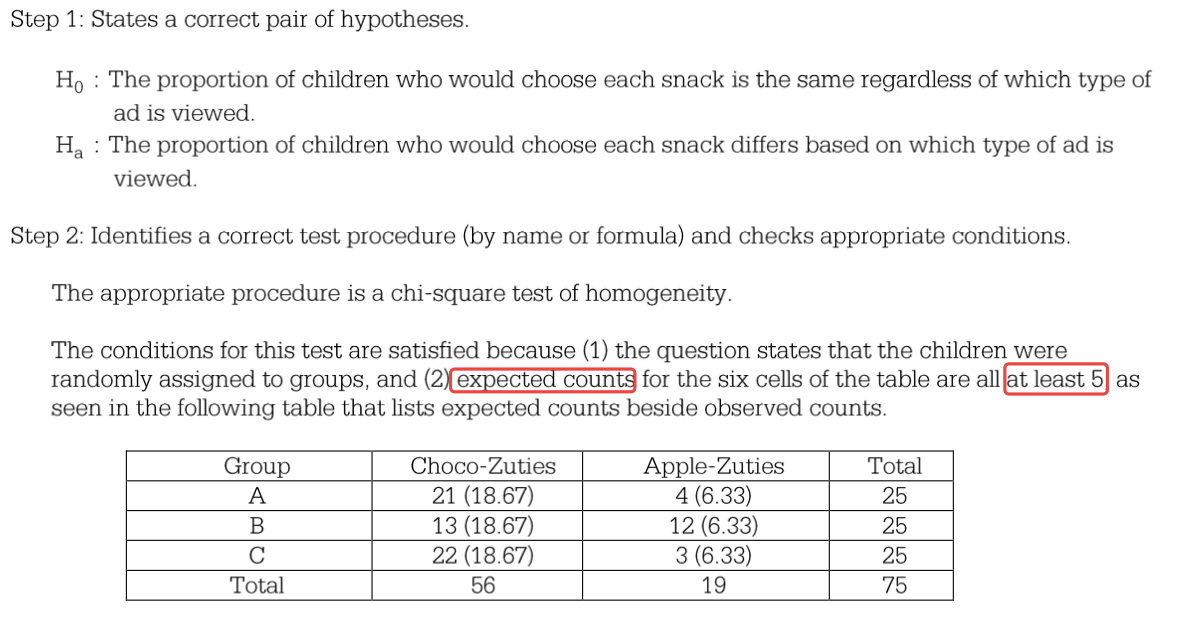 Step 1: States a correct pair of hypotheses.
H₀ : The proportion of children who would choose each snack is the same regardless of which type of
ad is viewed.
Hₐ : The proportion of children who would choose each snack differs based on which type of ad is
viewed.
Step 2: Identifies a correct test procedure (by name or formula) and checks appropriate conditions.
The appropriate procedure is a chi-square test of homogeneity.
The conditions for this test are satisfied because (1) the question states that the children were
randomly assigned to groups, and (2) expected counts for the six cells of the table are all at least 5, as
seen in the following table that lists expected counts beside observed counts.
Group Choco-Zuties Apple-Zuties Total
A 21 (18.67) 4 (6.33) 25
B 13 (18.67) 12 (6.33) 25
C 22 (18.67) 3 (6.33) 25
Total 56 19 75